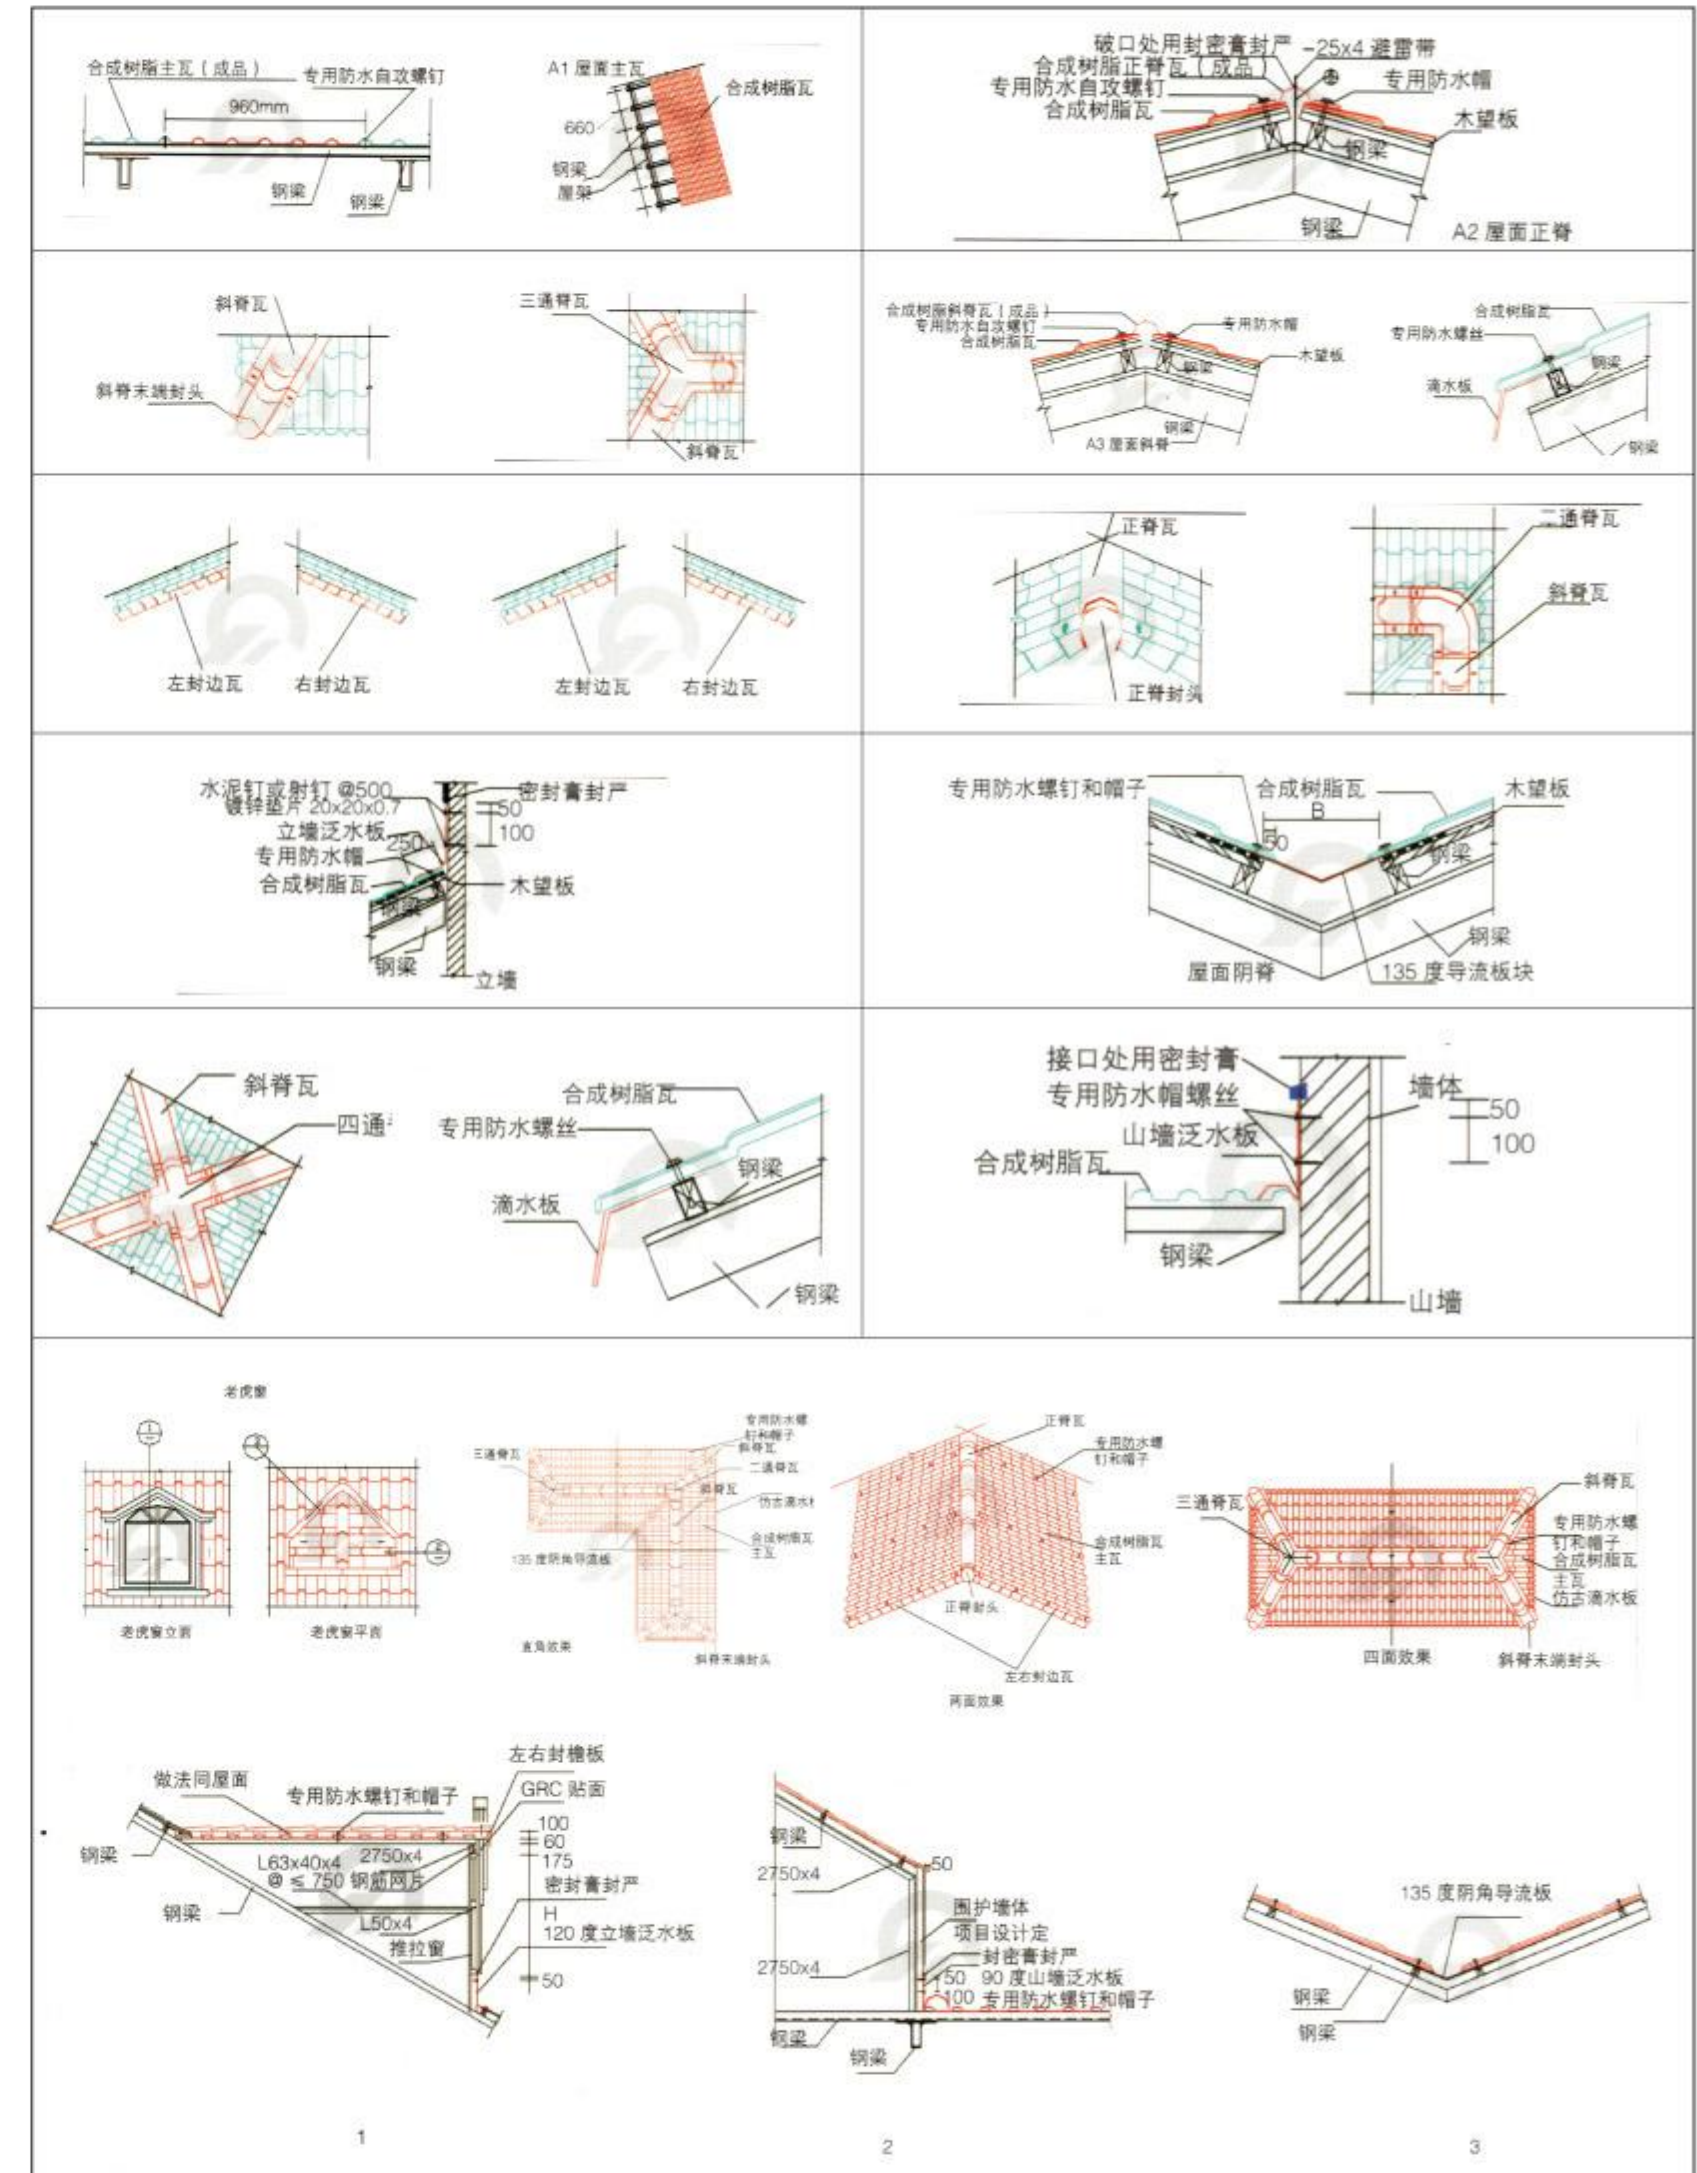 合成树脂主瓦（成品）
专用防水自攻螺钉
960mm
钢梁
钢梁
A1 屋面主瓦
合成树脂瓦
660
钢梁
屋架
破口处用封密膏封严
-25x4 避雷带
合成树脂正脊瓦（成品）
专用防水自攻螺钉
专用防水帽
合成树脂瓦
木望板
钢梁
钢梁
A2 屋面正脊
斜脊瓦
斜脊末端封头
三通脊瓦
斜脊瓦
合成树脂斜脊瓦（成品）
专用防水自攻螺钉
合成树脂瓦
专用防水帽
木望板
钢梁
钢梁
A3 屋面斜脊
合成树脂瓦
专用防水螺丝
钢梁
滴水板
钢梁
左封边瓦
右封边瓦
左封边瓦
右封边瓦
正脊瓦
正脊封头
二通脊瓦
斜脊瓦
水泥钉或射钉 @500
镀锌垫片 20x20x0.7
密封膏封严
50
立墙泛水板
100
250
专用防水帽
合成树脂瓦
木望板
钢梁
钢梁
立墙
专用防水螺钉和帽子
合成树脂瓦
木望板
B
50
钢梁
钢梁
屋面阴脊
135 度导流板块
斜脊瓦
四通
合成树脂瓦
专用防水螺丝
钢梁
滴水板
钢梁
接口处用密封膏
专用防水帽螺丝
墙体
50
山墙泛水板
100
合成树脂瓦
钢梁
山墙
老虎窗
1
3
2
老虎窗立面
老虎窗平面
专用防水螺
钉和帽子
三通脊瓦
斜脊瓦
二通脊瓦
斜脊瓦
仿古滴水
合成树脂瓦
主瓦
135 度阴角导流板
直角效果
斜脊末端封头
正脊瓦
专用防水螺
钉和帽子
合成树脂瓦
主瓦
正脊封头
左右封边瓦
两面效果
三通脊瓦
斜脊瓦
专用防水螺
钉和帽子
合成树脂瓦
主瓦
仿古滴水板
四面效果
斜脊末端封头
左右封檐板
做法同屋面
专用防水螺钉和帽子
GRC 贴面
100
60
175
钢梁
L63x40x4
2750x4
@ ≤ 750 钢筋网片
密封膏封严
钢梁
L50x4
H
120 度立墙泛水板
推拉窗
50
1
钢梁
50
2750x4
围护墙体
项目设计定
封密膏封严
2750x4
50
90 度山墙泛水板
100
专用防水螺钉和帽子
钢梁
钢梁
2
135 度阴角导流板
钢梁
钢梁
3